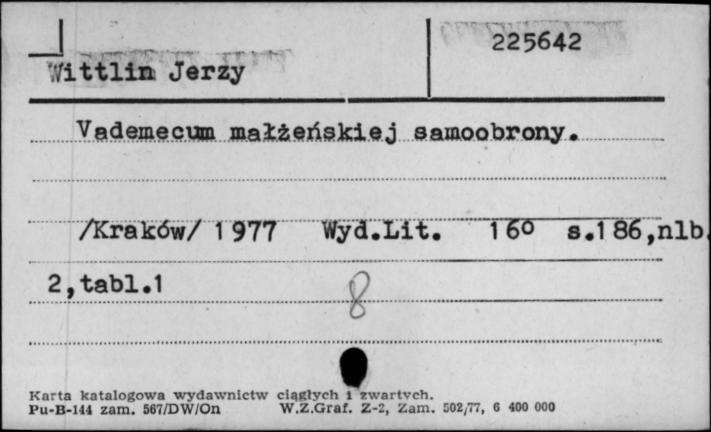 225642
Wittlin Jerzy
Vademecum małżeńskiej samoobrony.
/Kraków/ 1977 Wyd.Lit. 16º s.186,nlb.
2,tabl.1
8
Karta katalogowa wydawnictw ciągłych i zwartych.
Pu-B-144 zam. 567/DW/On W.Z.Graf. Z-2, Zam. 502/77, 6 400 000